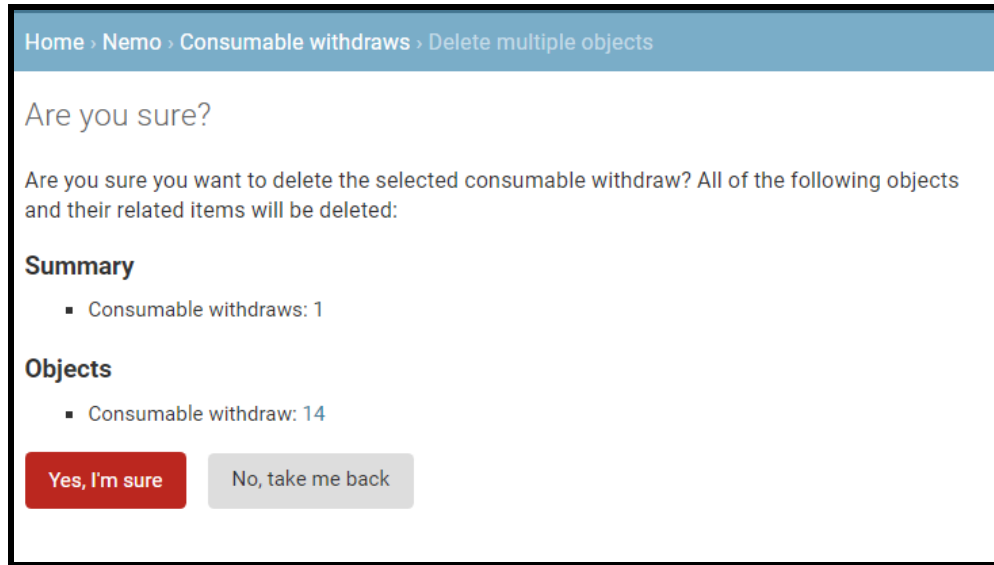 Home › Nemo › Consumable withdraws › Delete multiple objects
Are you sure?
Are you sure you want to delete the selected consumable withdraw? All of the following objects
and their related items will be deleted:
Summary
▪ Consumable withdraws: 1
Objects
▪ Consumable withdraw: 14
Yes, I'm sure No, take me back